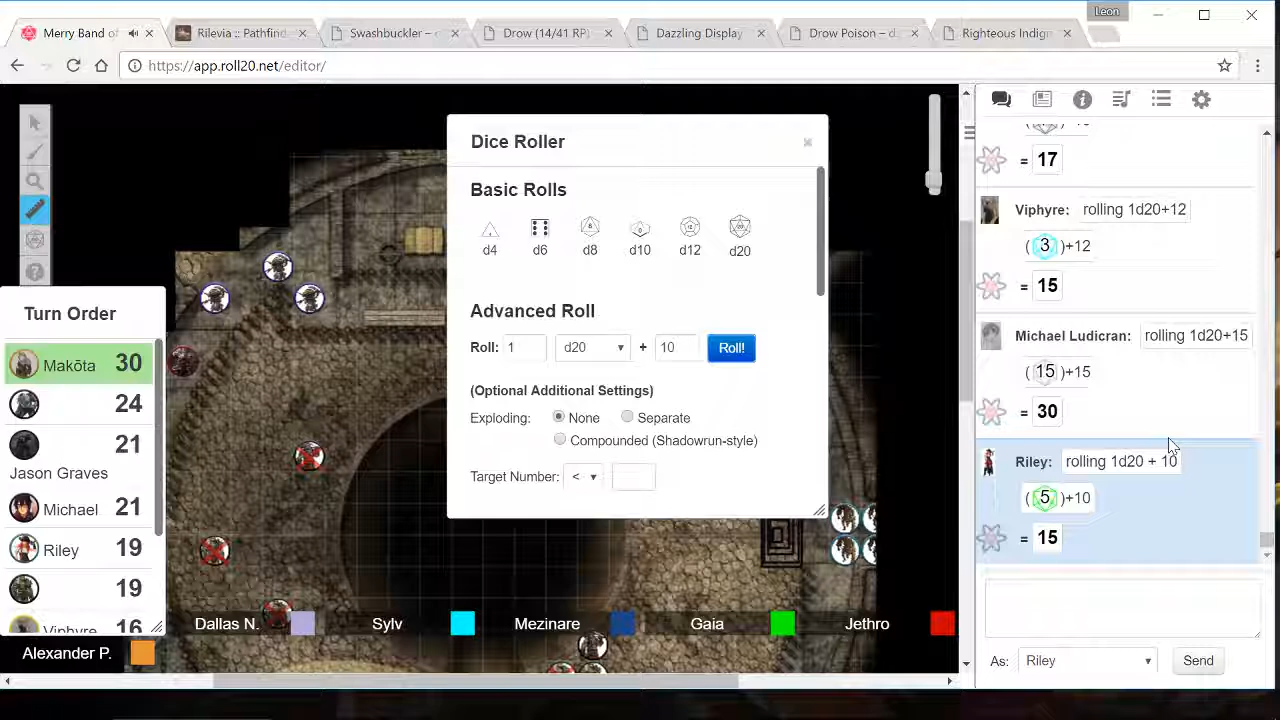 Leon
Merry Band of
Rilevia :: Pathfind
Swashbuckler –
Drow (14/41 RP)
Dazzling Display
Drow Poison – d
Righteous Indig
https://app.roll20.net/editor/
Dice Roller
Basic Rolls
d4 d6 d8 d10 d12 d20
Advanced Roll
Roll: 1 d20 + 10 Roll!
(Optional Additional Settings)
Exploding: None Separate
Compounded (Shadowrun-style)
Target Number: <
Turn Order
Makōta 30
24
21
Jason Graves
Michael 21
Riley 19
19
Viphyre 16
Alexander P.
Dallas N. Sylv Mezinare Gaia Jethro
= 17
Viphyre: rolling 1d20+12
(3)+12
= 15
Michael Ludicran: rolling 1d20+15
(15)+15
= 30
Riley: rolling 1d20 + 10
(5)+10
= 15
As: Riley Send